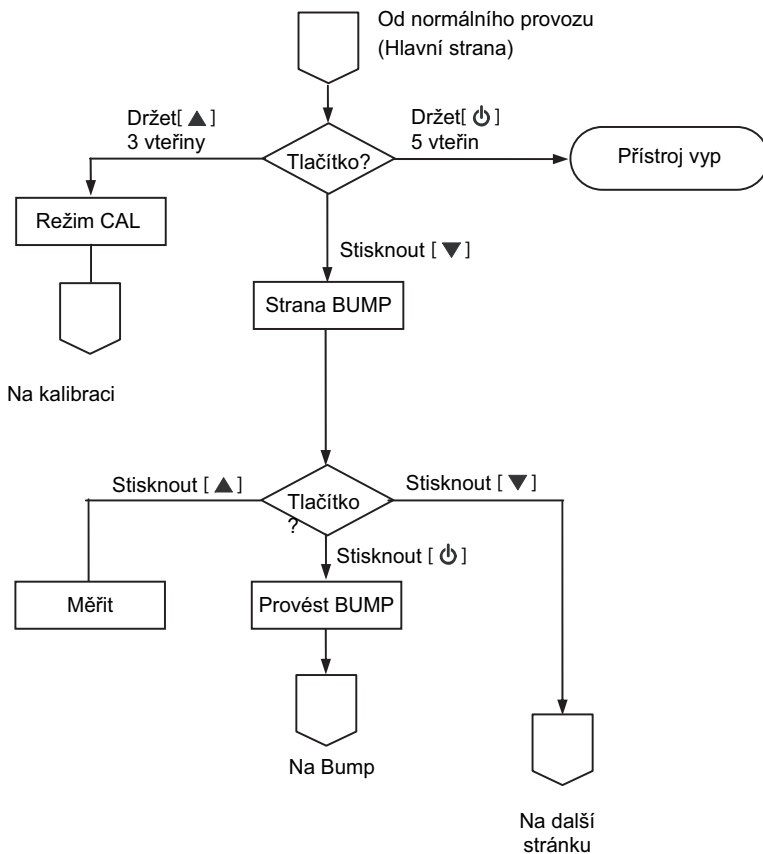 Od normálního provozu
(Hlavní strana)
Držet[ ▲ ]
3 vteřiny
Držet[ ⏻ ]
5 vteřin
Tlačítko?
Přístroj vyp
Režim CAL
Stisknout [ ▼ ]
Strana BUMP
Na kalibraci
Stisknout [ ▲ ]
Tlačítko
?
Stisknout [ ▼ ]
Stisknout [ ⏻ ]
Měřit
Provést BUMP
Na Bump
Na další
stránku